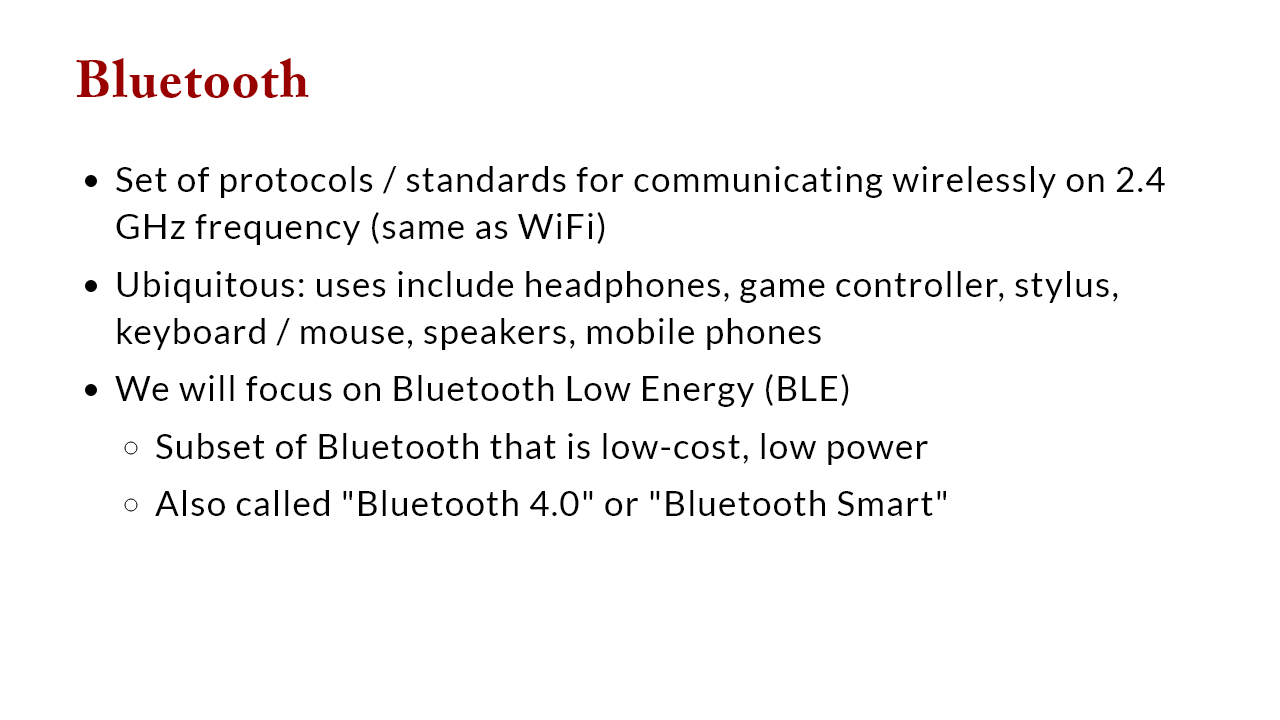 Bluetooth
Set of protocols / standards for communicating wirelessly on 2.4
GHz frequency (same as WiFi)
Ubiquitous: uses include headphones, game controller, stylus,
keyboard / mouse, speakers, mobile phones
We will focus on Bluetooth Low Energy (BLE)
Subset of Bluetooth that is low-cost, low power
Also called "Bluetooth 4.0" or "Bluetooth Smart"